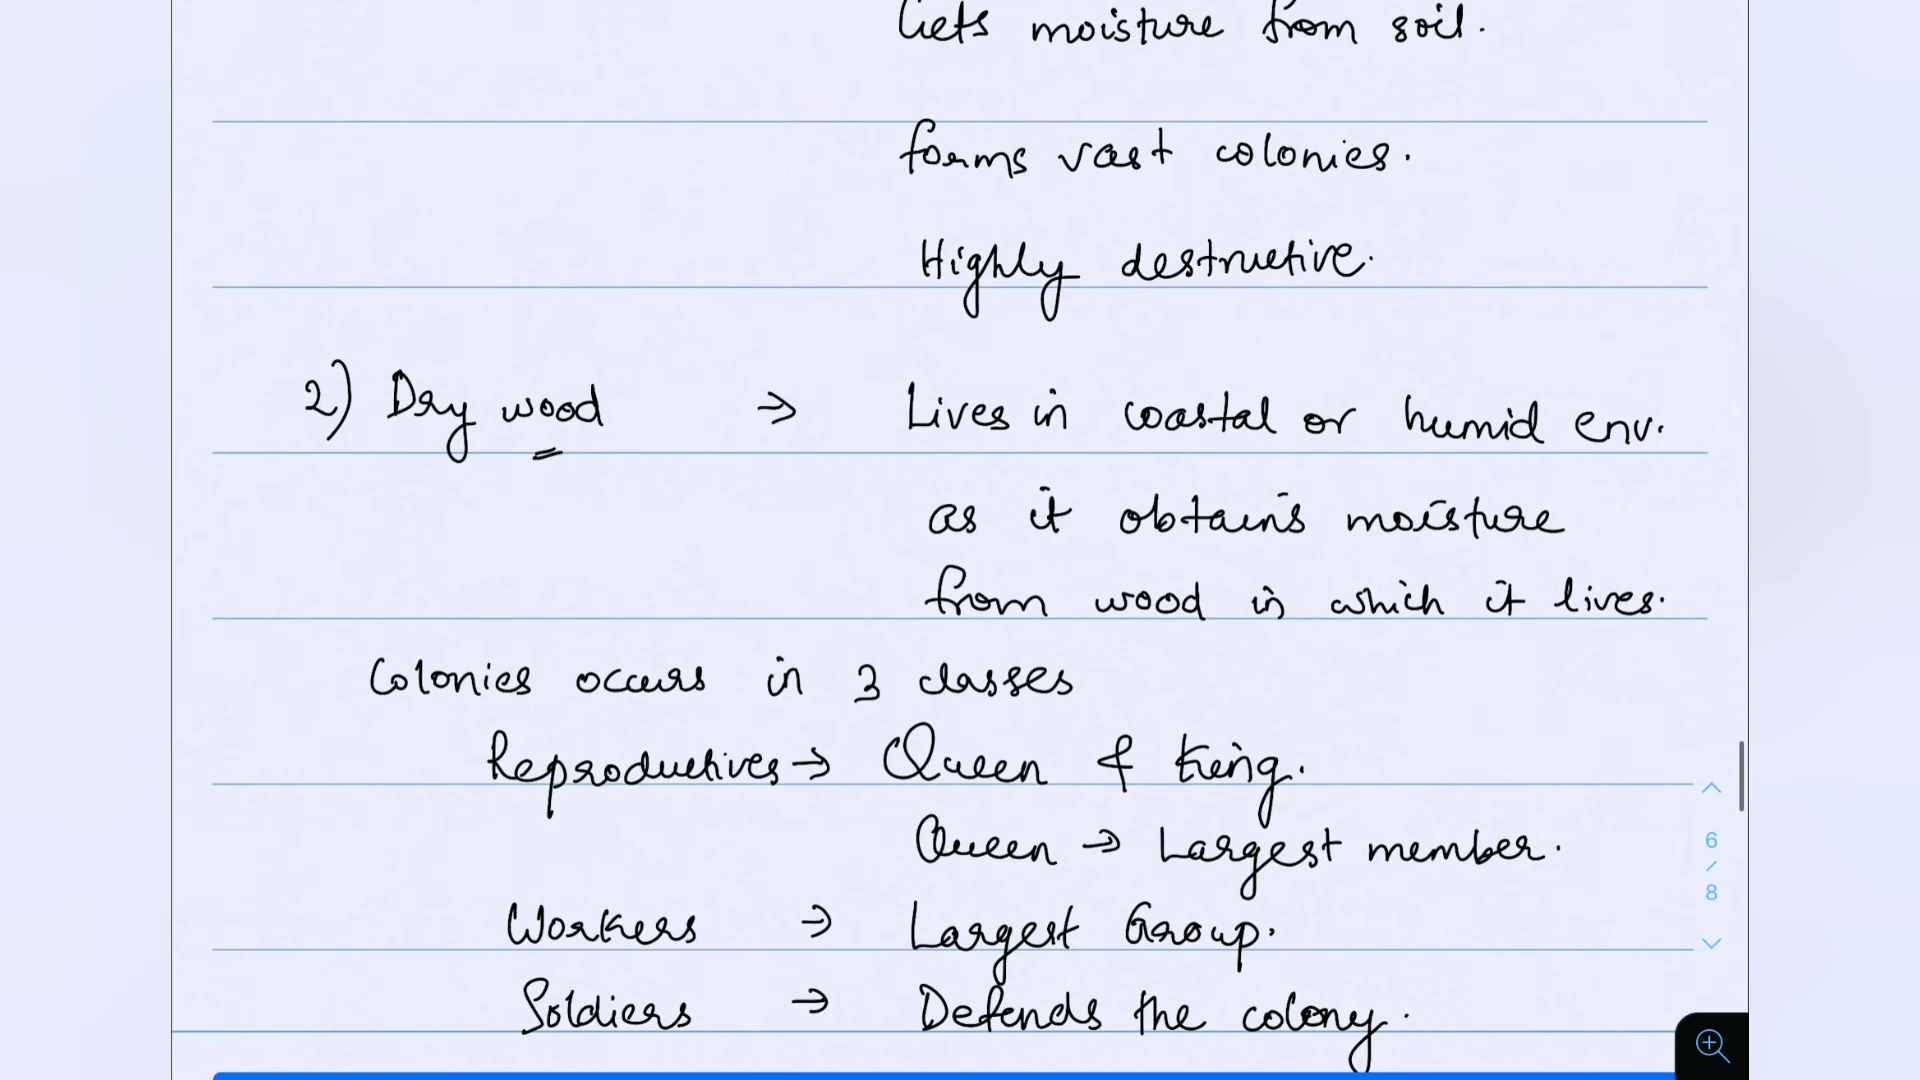 Gets moisture from soil.
forms vast colonies.
Highly destructive.
2) Dry wood → Lives in coastal or humid env.
as it obtains moisture
from wood in which it lives.
Colonies occurs in 3 classes
Reproductives → Queen & King.
Queen → Largest member.
Workers → Largest Group.
Soldiers → Defends the colony.
6
/
8